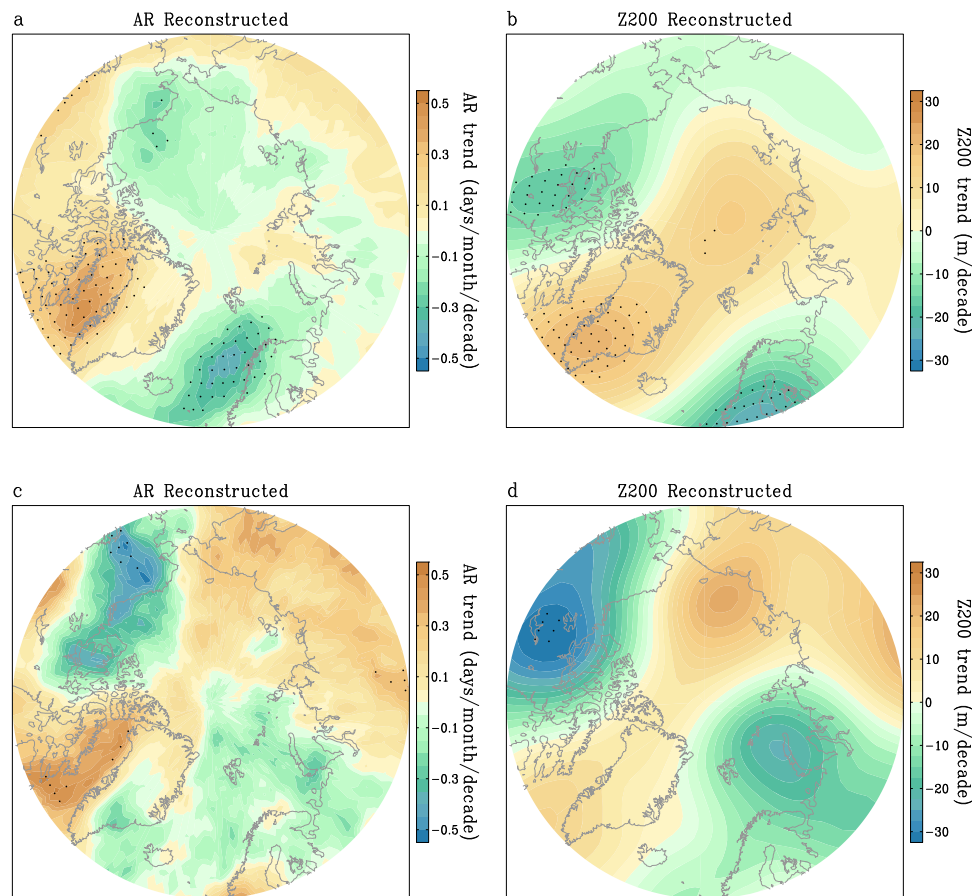 a
AR Reconstructed
0.5
0.3
0.1
−0.1
−0.3
−0.5
AR trend (days/month/decade)
b
Z200 Reconstructed
30
20
10
0
−10
−20
−30
Z200 trend (m/decade)
c
AR Reconstructed
0.5
0.3
0.1
−0.1
−0.3
−0.5
AR trend (days/month/decade)
d
Z200 Reconstructed
30
20
10
0
−10
−20
−30
Z200 trend (m/decade)